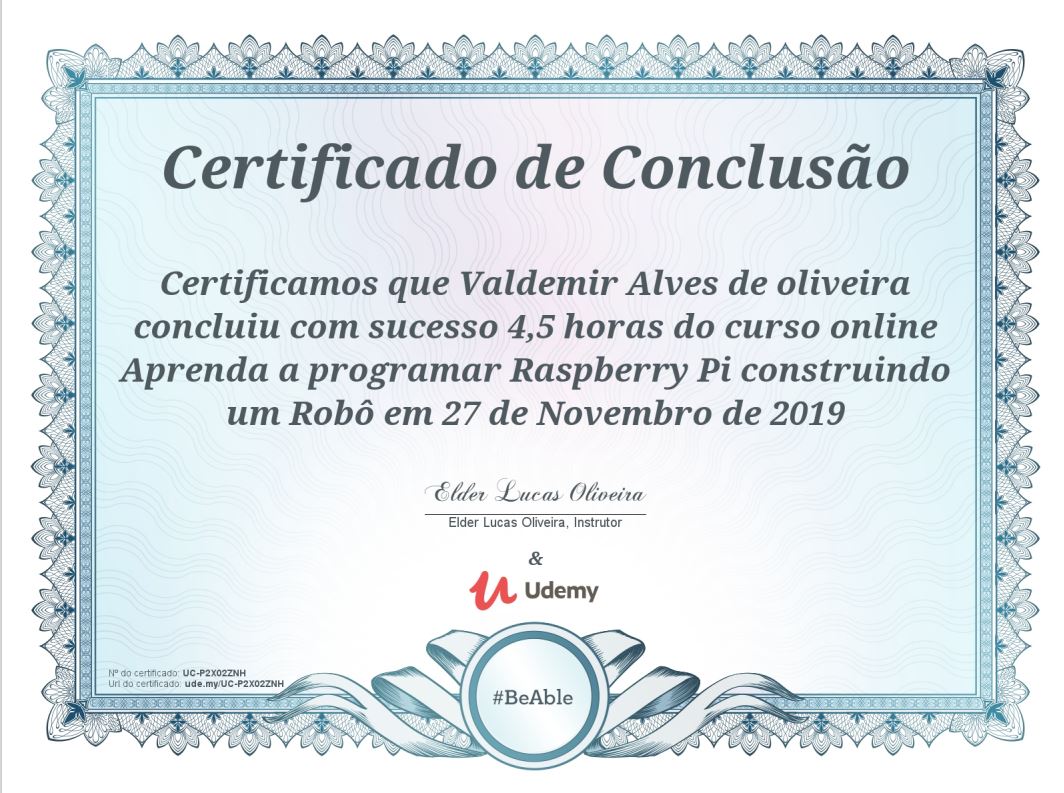 Certificado de Conclusão
Certificamos que Valdemir Alves de oliveira
concluiu com sucesso 4,5 horas do curso online
Aprenda a programar Raspberry Pi construindo
um Robô em 27 de Novembro de 2019
Elder Lucas Oliveira
Elder Lucas Oliveira, Instrutor
&
Udemy
Nº do certificado: UC-P2X02ZNH
Url do certificado: ude.my/UC-P2X02ZNH
#BeAble